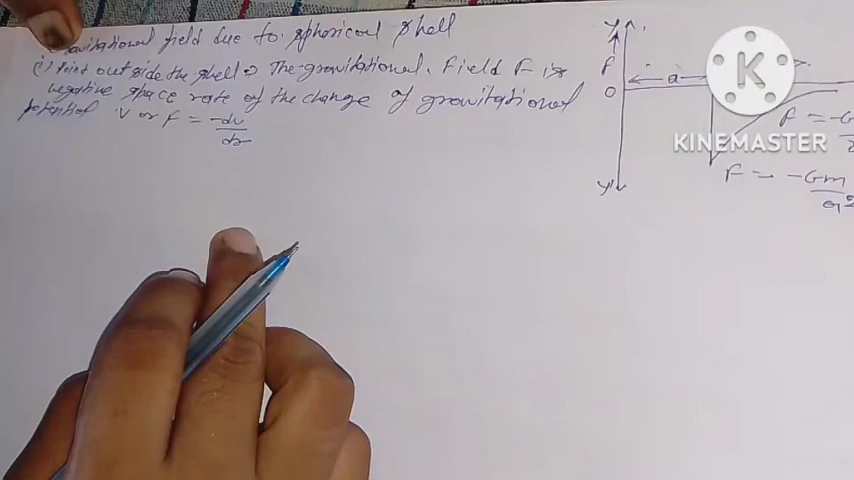 Gravitational field due to spherical shell
(i) Point outside the shell ⇒ The gravitational. Field F is
negative space rate of the change of gravitational
potential V or F = -dv/dr
Y
F
a
O
Y'
F = -G
F = -Gm/a²
K
KINEMASTER